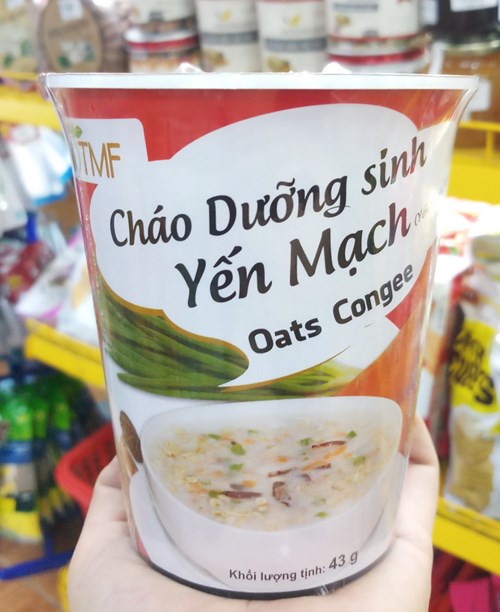 TMF
Cháo Dưỡng sinh
Yến Mạch
Oats Congee
Khối lượng tịnh: 43 g